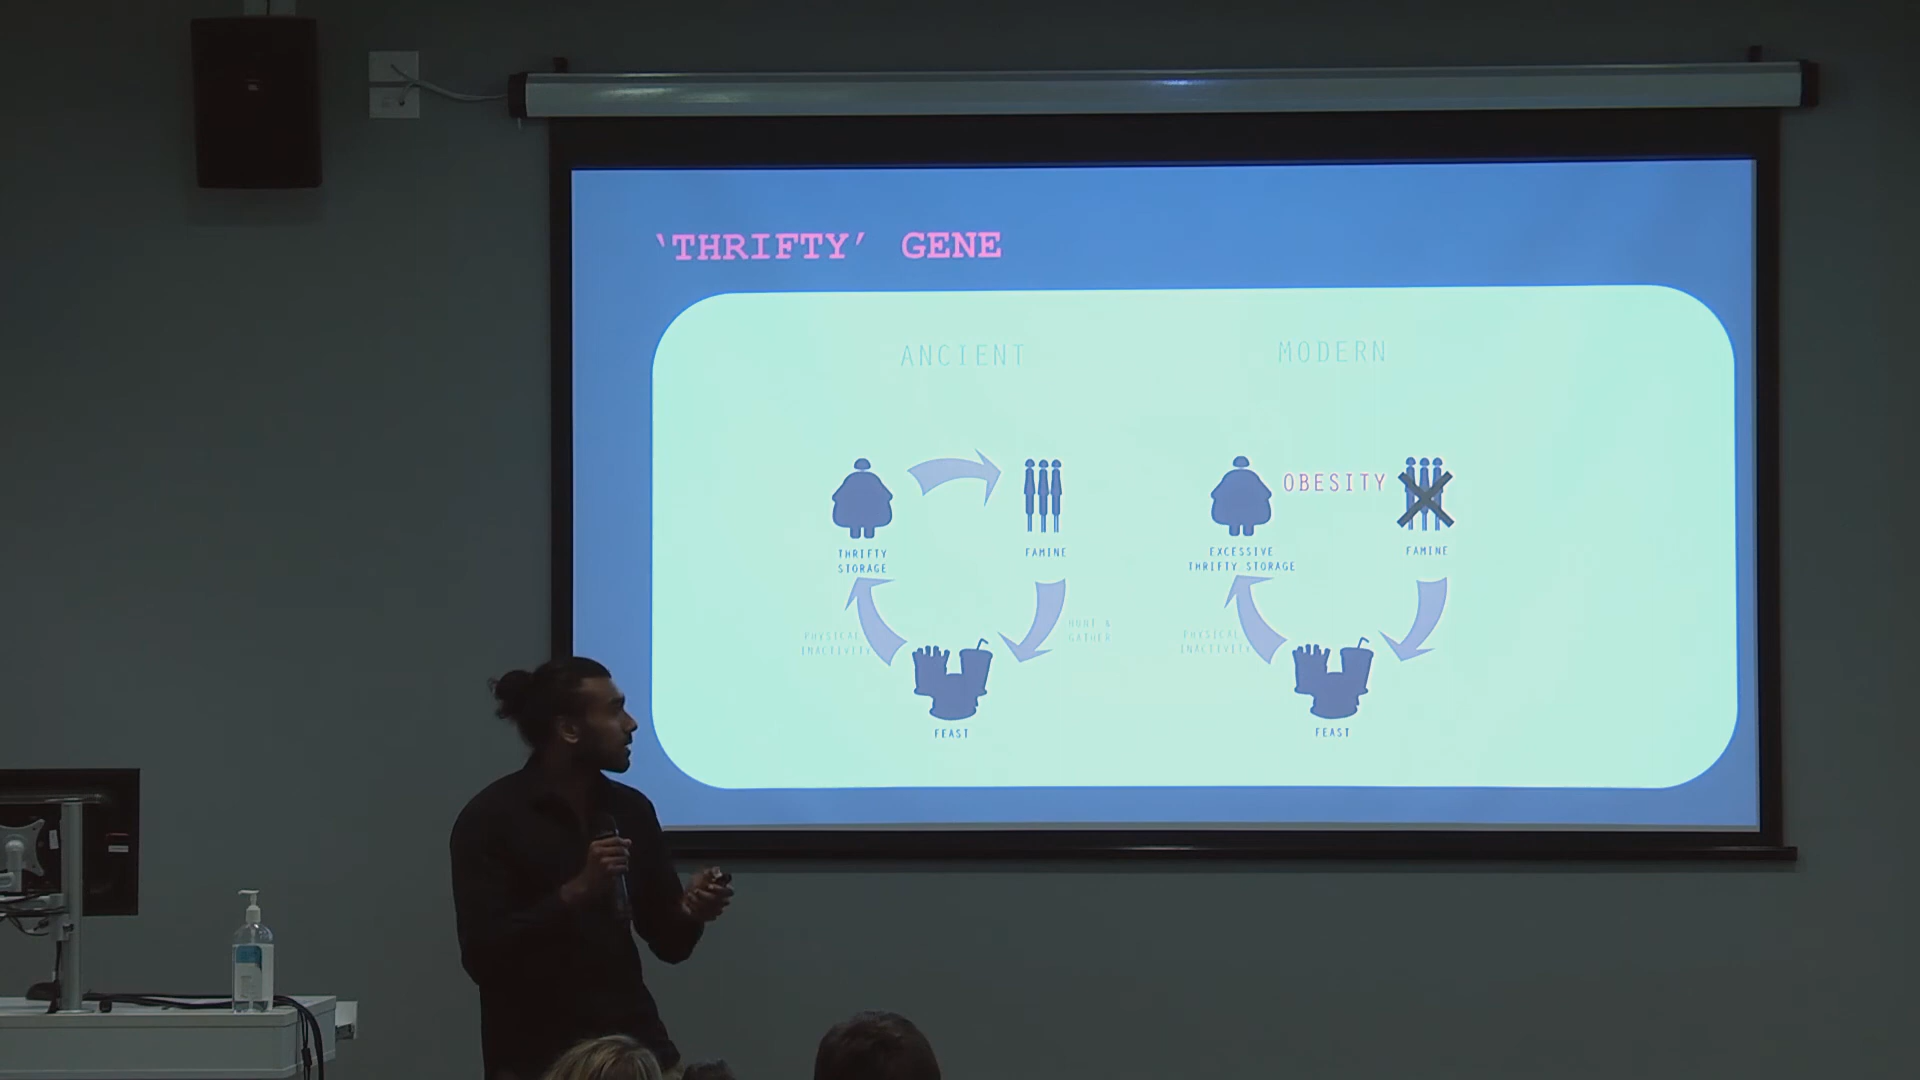 ‘THRIFTY’ GENE
ANCIENT
THRIFTY
STORAGE
FAMINE
PHYSICAL
INACTIVITY
HUNT &
GATHER
FEAST
MODERN
OBESITY
EXCESSIVE
THRIFTY STORAGE
FAMINE
PHYSICAL
INACTIVITY
FEAST